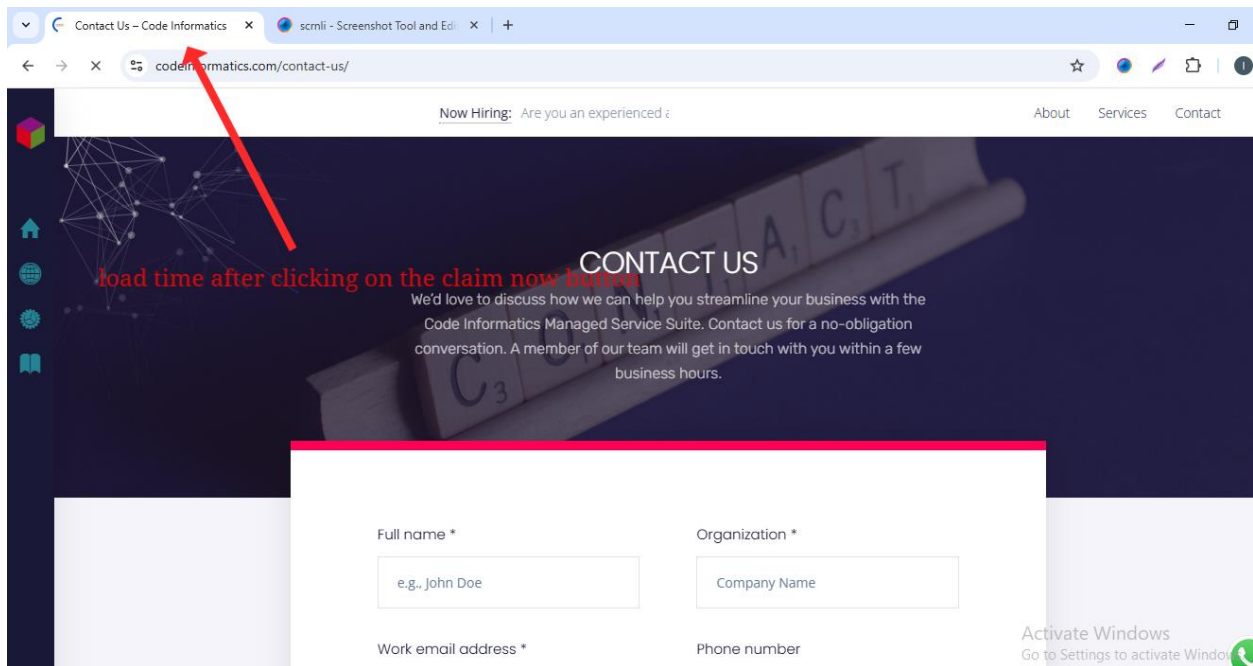 Contact Us – Code Informatics
scrnli - Screenshot Tool and Edi
codeinformatics.com/contact-us/
Now Hiring: Are you an experienced a
About Services Contact
CONTACT
CONTACT US
load time after clicking on the claim now button
We'd love to discuss how we can help you streamline your business with the
Code Informatics Managed Service Suite. Contact us for a no-obligation
conversation. A member of our team will get in touch with you within a few
business hours.
Full name * Organization *
e.g., John Doe Company Name
Work email address * Phone number
Activate Windows
Go to Settings to activate Window